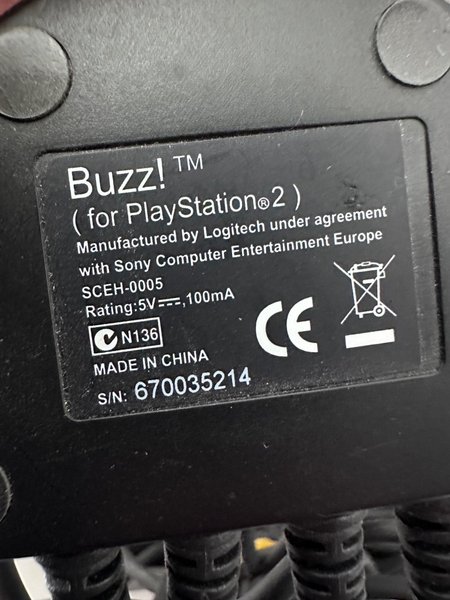 Buzz! ™
( for PlayStation®2 )
Manufactured by Logitech under agreement
with Sony Computer Entertainment Europe
SCEH-0005
Rating:5V⎓,100mA
N136
CE
MADE IN CHINA
S/N: 670035214